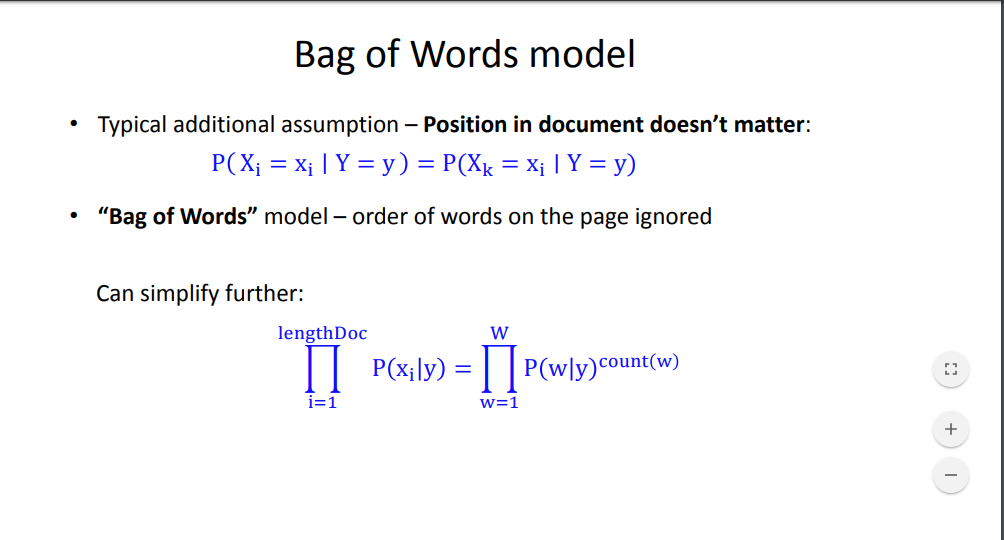 Bag of Words model
• Typical additional assumption – Position in document doesn't matter:
P( Xᵢ = xᵢ | Y = y ) = P(Xₖ = xᵢ | Y = y)
• “Bag of Words” model – order of words on the page ignored
Can simplify further:
lengthDoc W
∏ P(xᵢ|y) = ∏ P(w|y)^count(w)
i=1 w=1